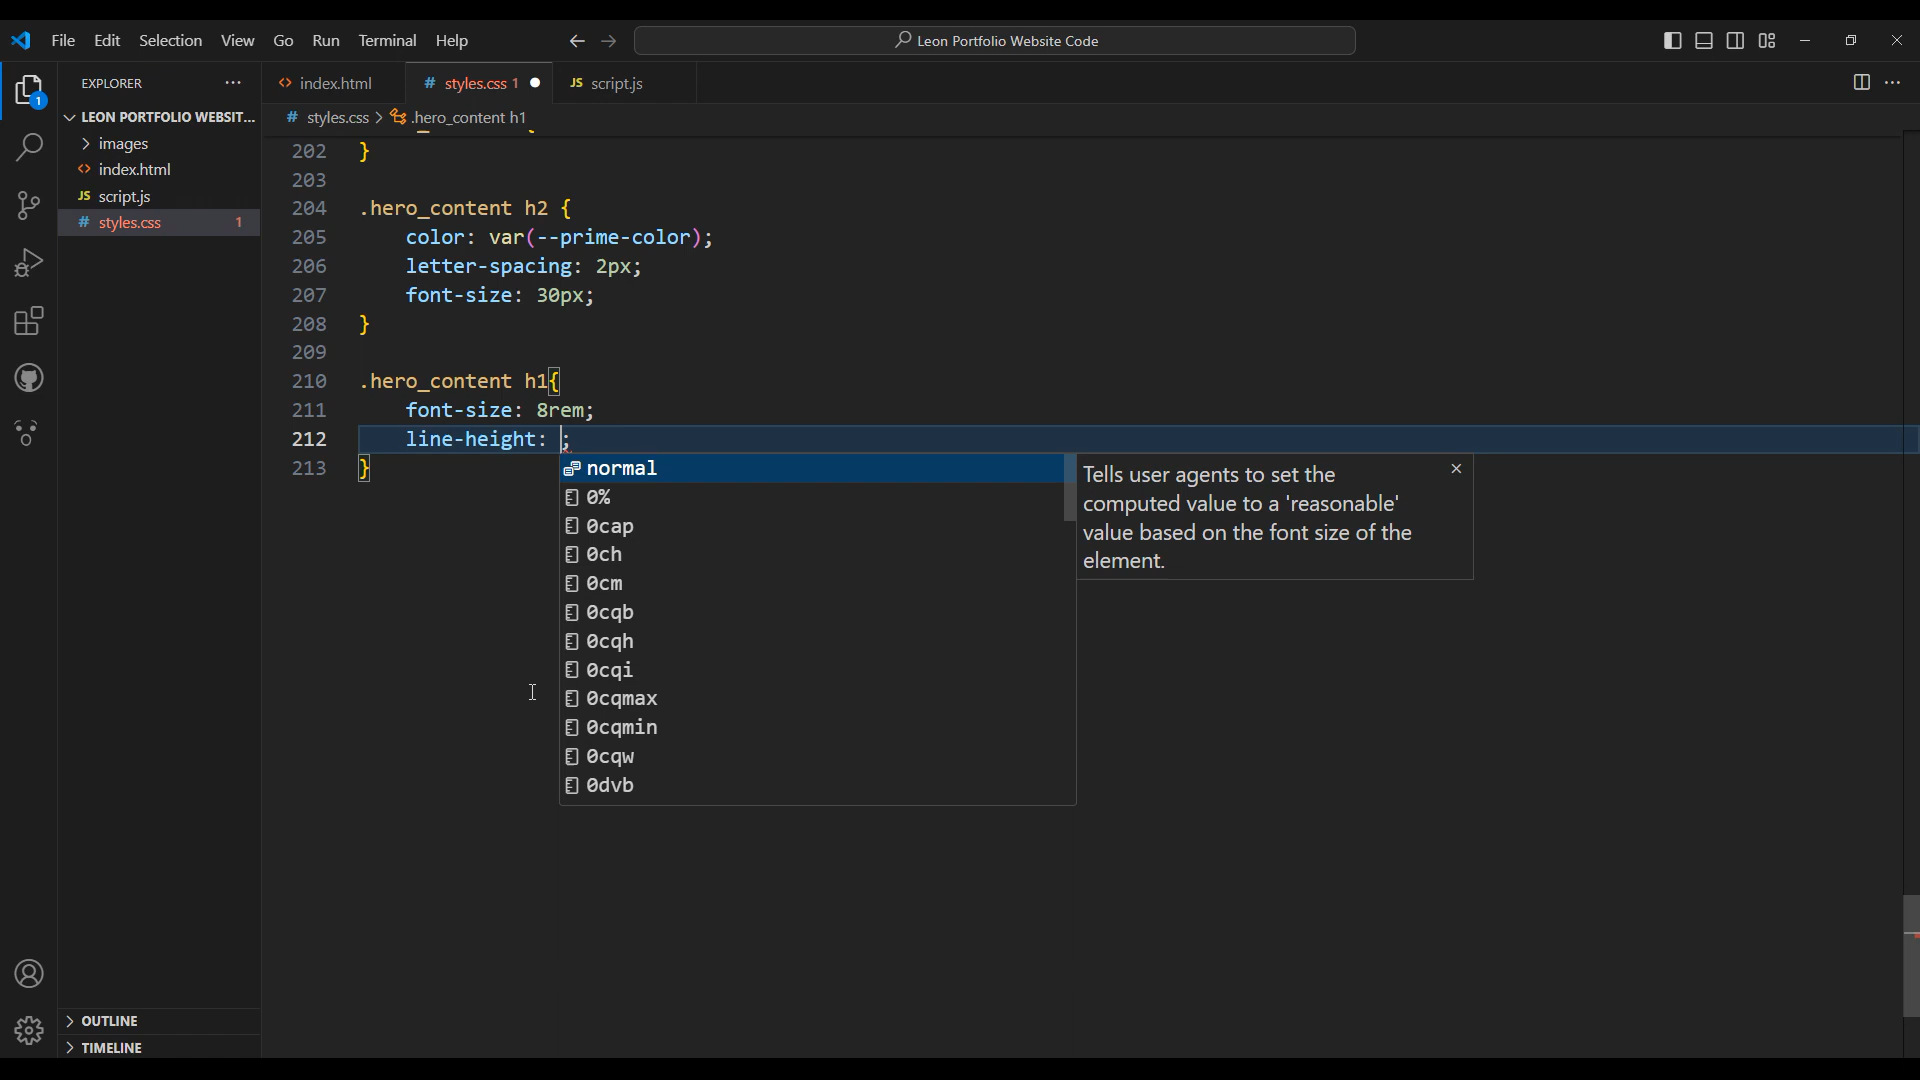 File Edit Selection View Go Run Terminal Help Leon Portfolio Website Code
EXPLORER ···
LEON PORTFOLIO WEBSIT...
images
index.html
JS script.js
# styles.css 1
OUTLINE
TIMELINE
1
index.html # styles.css 1 JS script.js
# styles.css > .hero_content h1
202 }
203
204 .hero_content h2 {
205 color: var(--prime-color);
206 letter-spacing: 2px;
207 font-size: 30px;
208 }
209
210 .hero_content h1{
211 font-size: 8rem;
212 line-height: ;
213 }
normal
0%
0cap
0ch
0cm
0cqb
0cqh
0cqi
0cqmax
0cqmin
0cqw
0dvb
Tells user agents to set the
computed value to a 'reasonable'
value based on the font size of the
element.